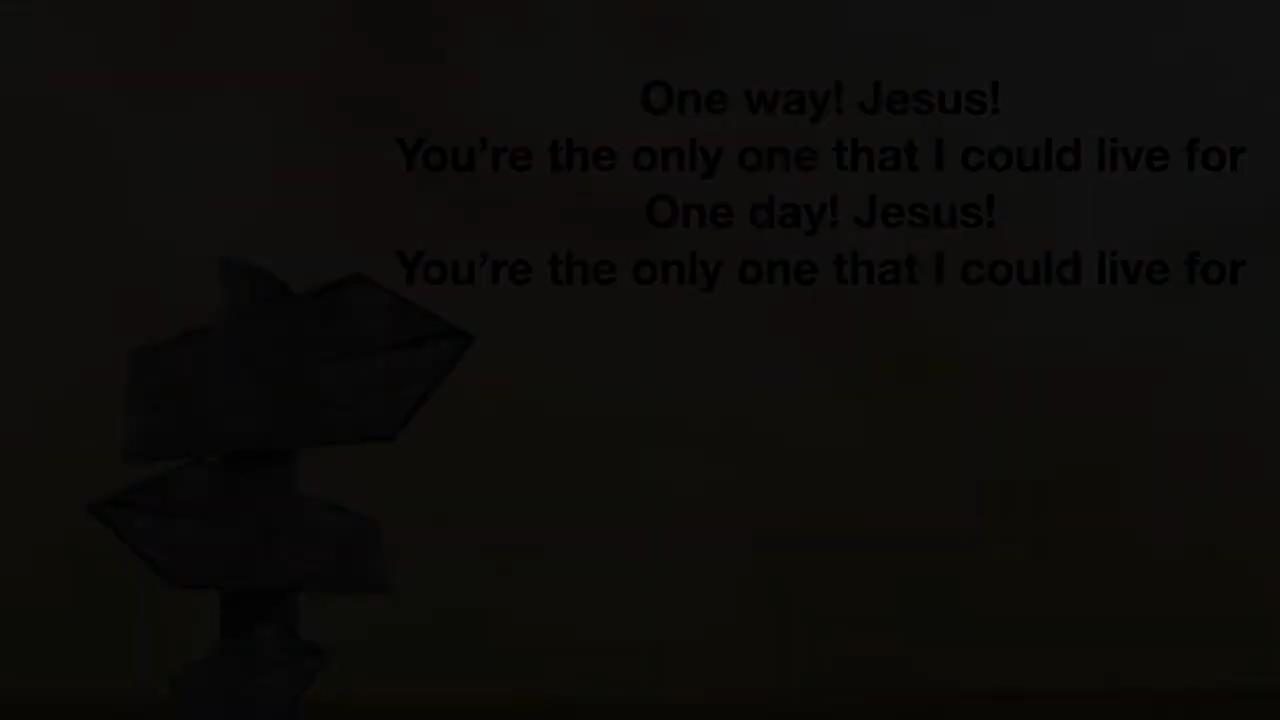 One way! Jesus!
You're the only one that I could live for
One day! Jesus!
You're the only one that I could live for